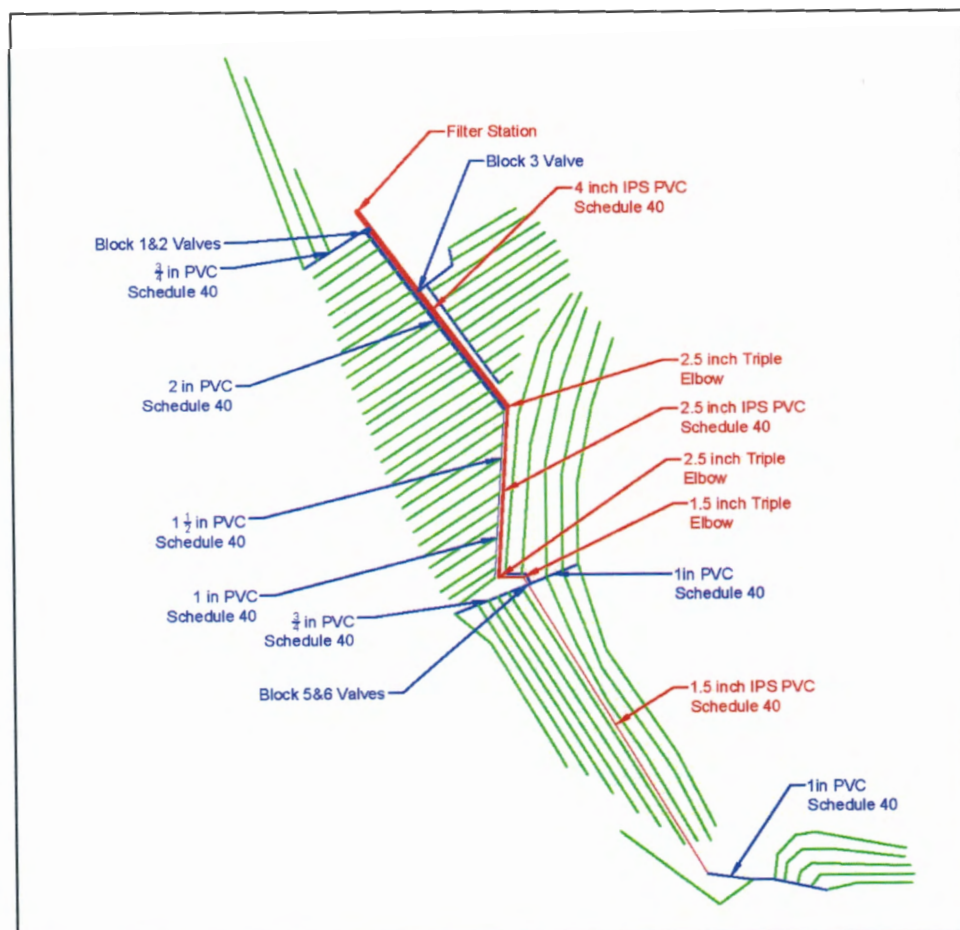 Filter Station
Block 3 Valve
4 inch IPS PVC
Schedule 40
Block 1&2 Valves
3/4 in PVC
Schedule 40
2 in PVC
Schedule 40
2.5 inch Triple
Elbow
2.5 inch IPS PVC
Schedule 40
2.5 inch Triple
Elbow
1.5 inch Triple
Elbow
1 1/2 in PVC
Schedule 40
1 in PVC
Schedule 40
3/4 in PVC
Schedule 40
1in PVC
Schedule 40
Block 5&6 Valves
1.5 inch IPS PVC
Schedule 40
1in PVC
Schedule 40